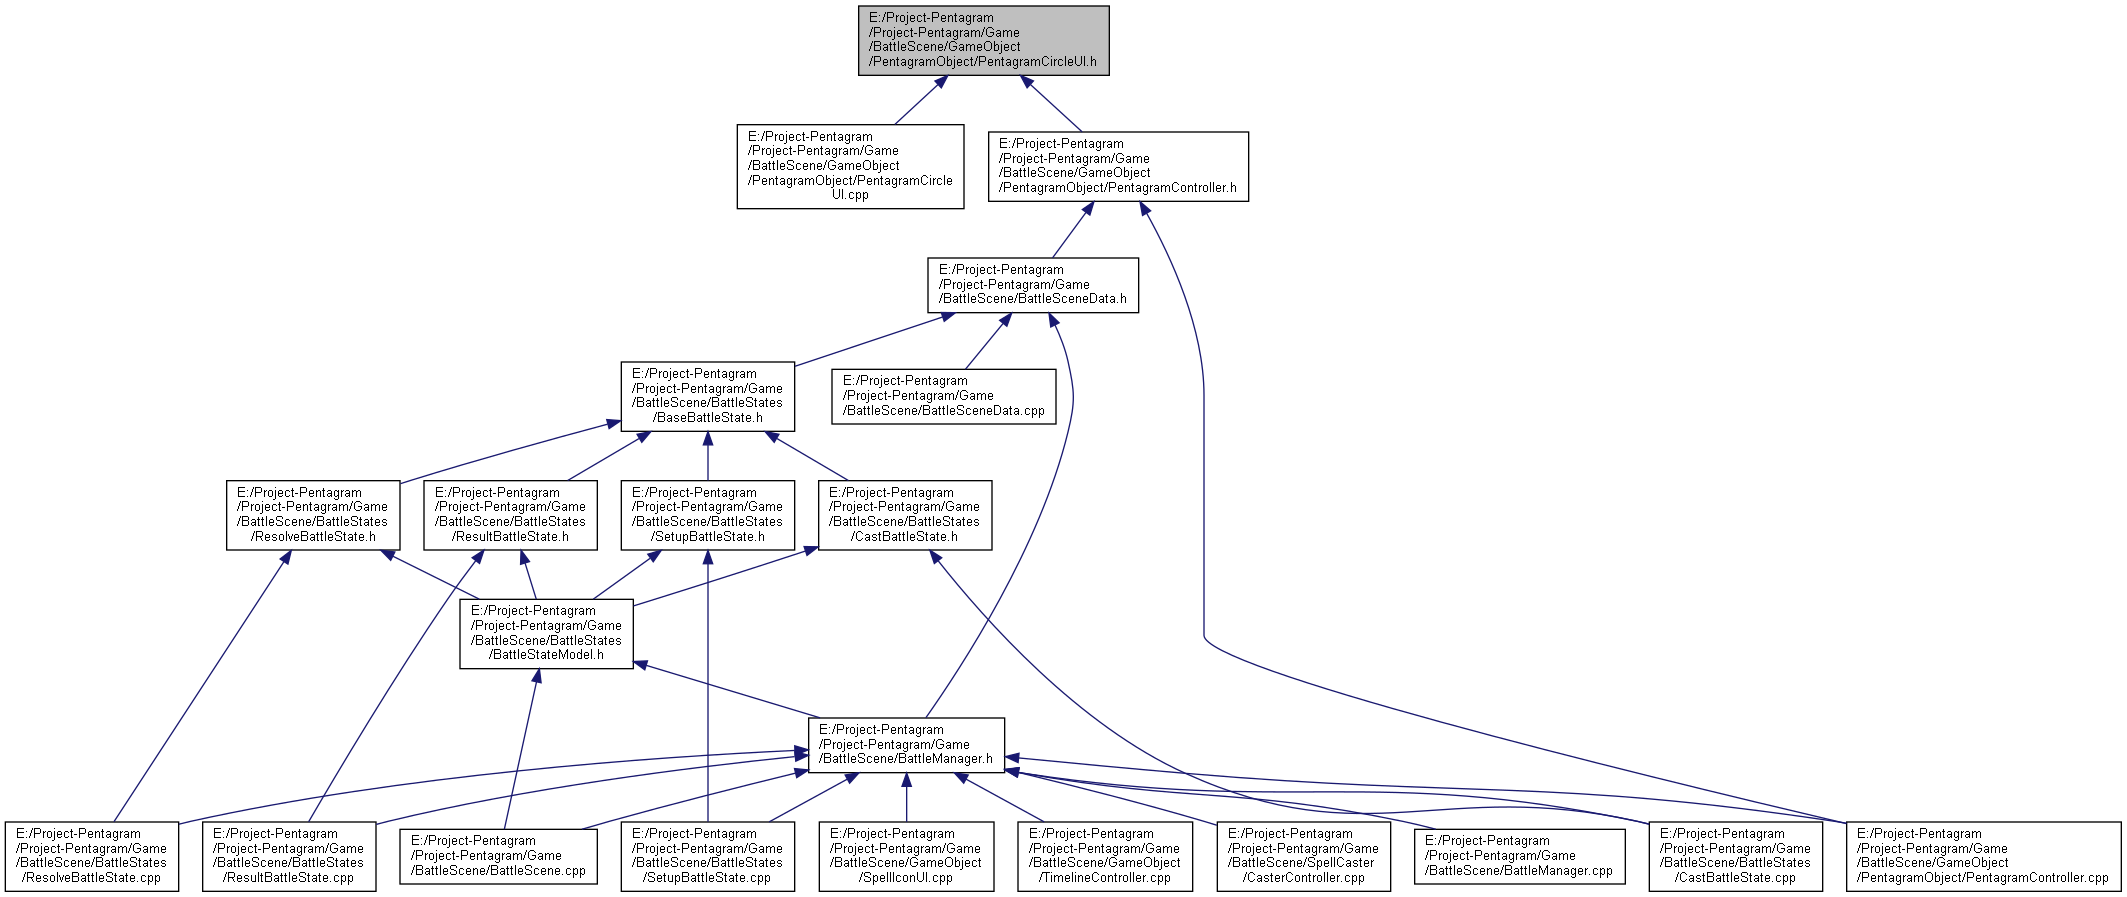 E:/Project-Pentagram
/Project-Pentagram/Game
/BattleScene/GameObject
/PentagramObject/PentagramCircleUI.h
E:/Project-Pentagram
/Project-Pentagram/Game
/BattleScene/GameObject
/PentagramObject/PentagramCircle
UI.cpp
E:/Project-Pentagram
/Project-Pentagram/Game
/BattleScene/GameObject
/PentagramObject/PentagramController.h
E:/Project-Pentagram
/Project-Pentagram/Game
/BattleScene/BattleSceneData.h
E:/Project-Pentagram
/Project-Pentagram/Game
/BattleScene/BattleStates
/BaseBattleState.h
E:/Project-Pentagram
/Project-Pentagram/Game
/BattleScene/BattleSceneData.cpp
E:/Project-Pentagram
/Project-Pentagram/Game
/BattleScene/BattleStates
/ResolveBattleState.h
E:/Project-Pentagram
/Project-Pentagram/Game
/BattleScene/BattleStates
/ResultBattleState.h
E:/Project-Pentagram
/Project-Pentagram/Game
/BattleScene/BattleStates
/SetupBattleState.h
E:/Project-Pentagram
/Project-Pentagram/Game
/BattleScene/BattleStates
/CastBattleState.h
E:/Project-Pentagram
/Project-Pentagram/Game
/BattleScene/BattleStates
/BattleStateModel.h
E:/Project-Pentagram
/Project-Pentagram/Game
/BattleScene/BattleManager.h
E:/Project-Pentagram
/Project-Pentagram/Game
/BattleScene/BattleStates
/ResolveBattleState.cpp
E:/Project-Pentagram
/Project-Pentagram/Game
/BattleScene/BattleStates
/ResultBattleState.cpp
E:/Project-Pentagram
/Project-Pentagram/Game
/BattleScene/BattleScene.cpp
E:/Project-Pentagram
/Project-Pentagram/Game
/BattleScene/BattleStates
/SetupBattleState.cpp
E:/Project-Pentagram
/Project-Pentagram/Game
/BattleScene/GameObject
/SpellIconUI.cpp
E:/Project-Pentagram
/Project-Pentagram/Game
/BattleScene/GameObject
/TimelineController.cpp
E:/Project-Pentagram
/Project-Pentagram/Game
/BattleScene/SpellCaster
/CasterController.cpp
E:/Project-Pentagram
/Project-Pentagram/Game
/BattleScene/BattleManager.cpp
E:/Project-Pentagram
/Project-Pentagram/Game
/BattleScene/BattleStates
/CastBattleState.cpp
E:/Project-Pentagram
/Project-Pentagram/Game
/BattleScene/GameObject
/PentagramObject/PentagramController.cpp